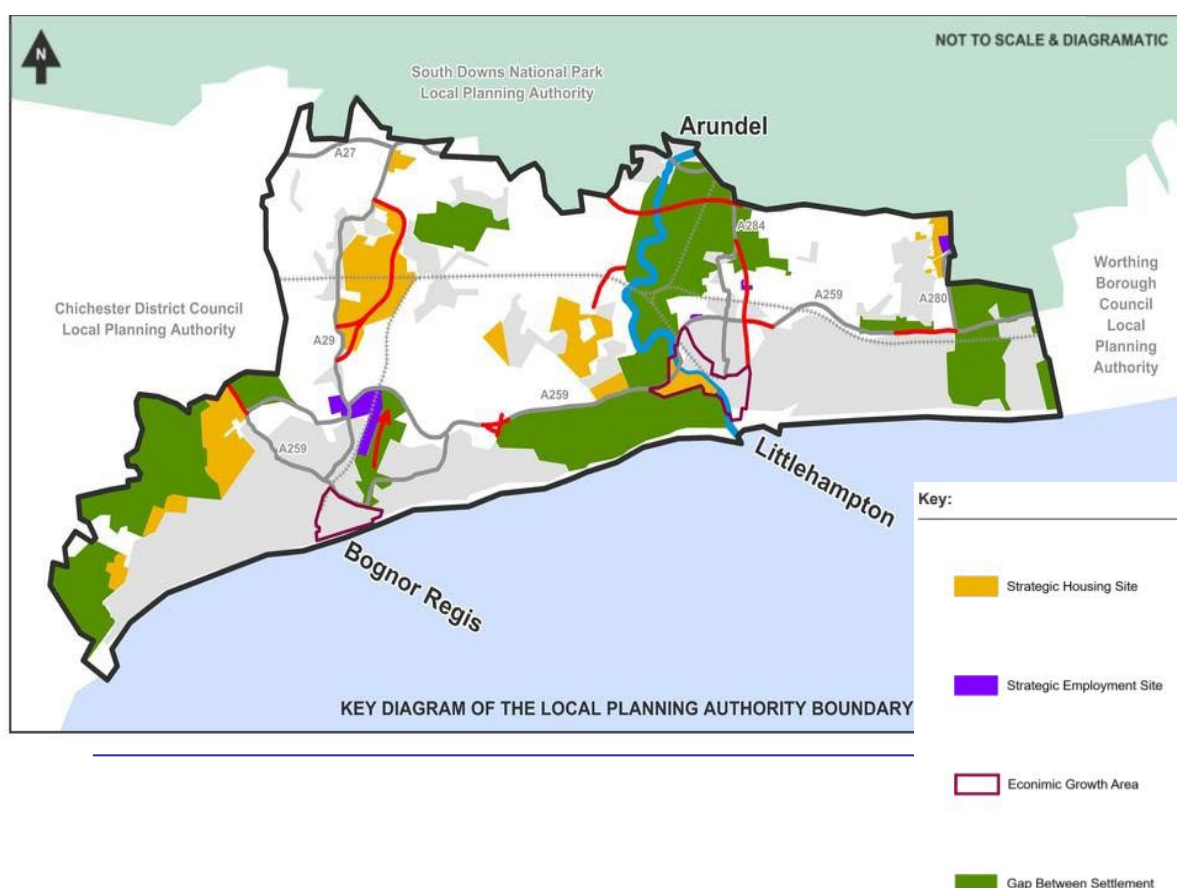 N
NOT TO SCALE & DIAGRAMATIC
South Downs National Park
Local Planning Authority
Arundel
A27
A284
Chichester District Council
Local Planning Authority
A29
A259
A280
Worthing
Borough
Council
Local
Planning
Authority
A259
A259
Littlehampton
Bognor Regis
KEY DIAGRAM OF THE LOCAL PLANNING AUTHORITY BOUNDARY
Key:
Strategic Housing Site
Strategic Employment Site
Econimic Growth Area
Gap Between Settlement